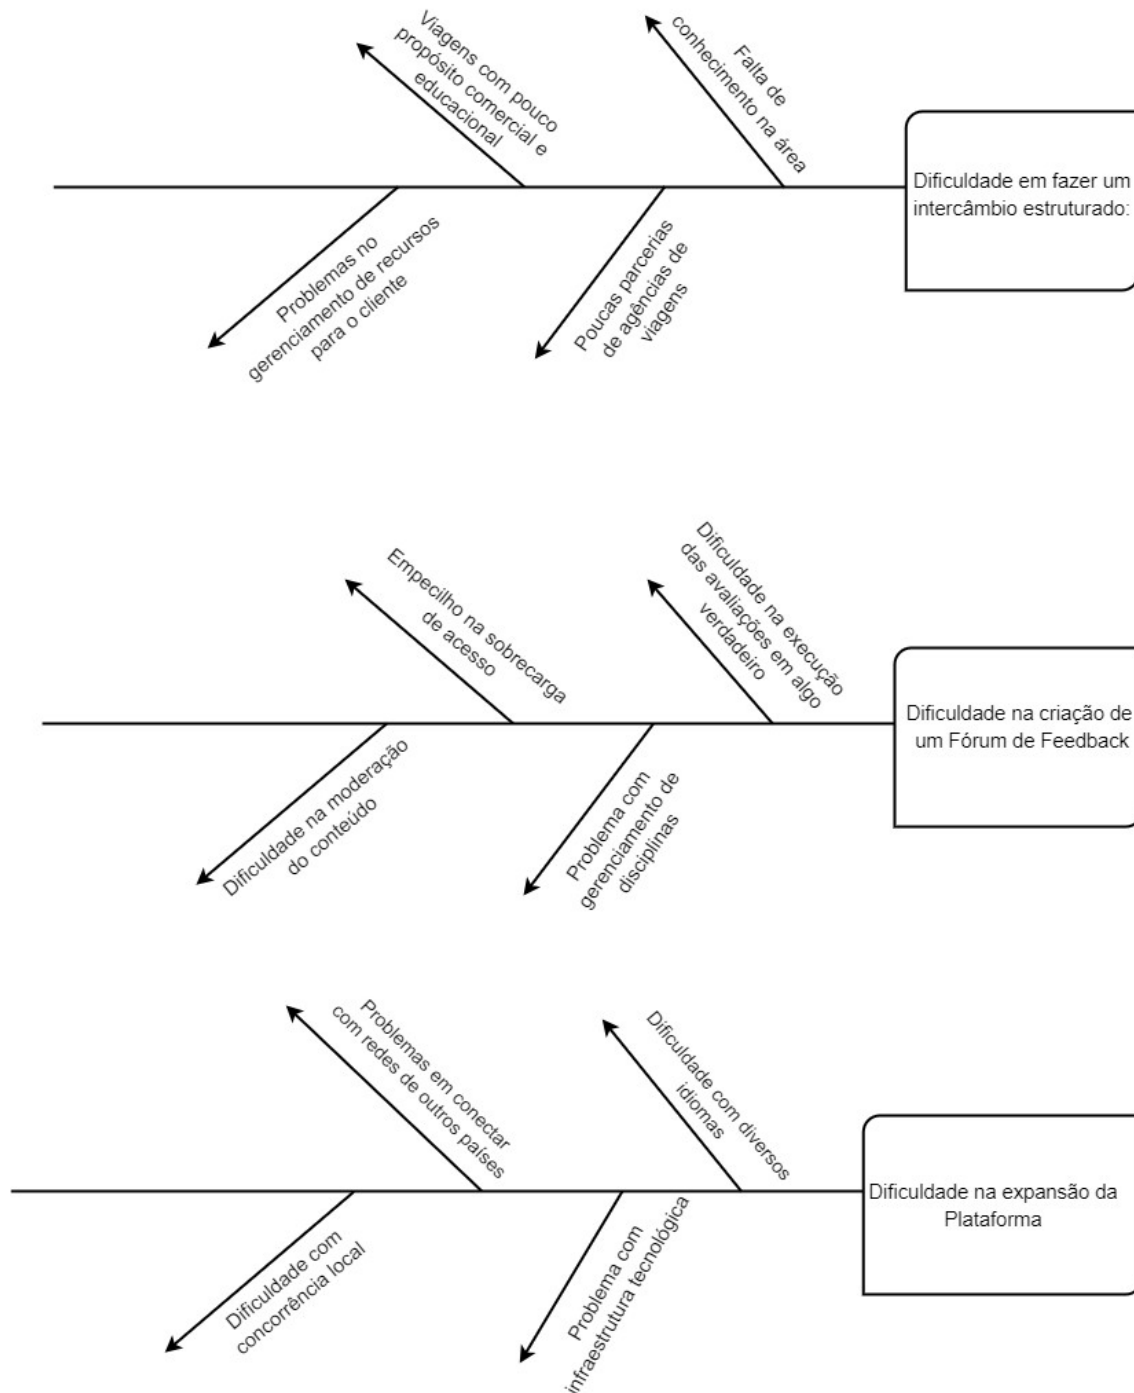 Viagens com pouco
propósito comercial e
educacional
Falta de
conhecimento na área
Dificuldade em fazer um
intercâmbio estruturado:
Problemas no
gerenciamento de recursos
para o cliente
Poucas parcerias
de agências de
viagens
Empecilho na sobrecarga
de acesso
Dificuldade na execução
das avaliações em algo
verdadeiro
Dificuldade na criação de
um Fórum de Feedback
Dificuldade na moderação
do conteúdo
Problema com
gerenciamento de
disciplinas
Problemas em conectar
com redes de outros países
Dificuldade com diversos
idiomas
Dificuldade na expansão da
Plataforma
Dificuldade com
concorrência local
Problema com
infraestrutura tecnológica